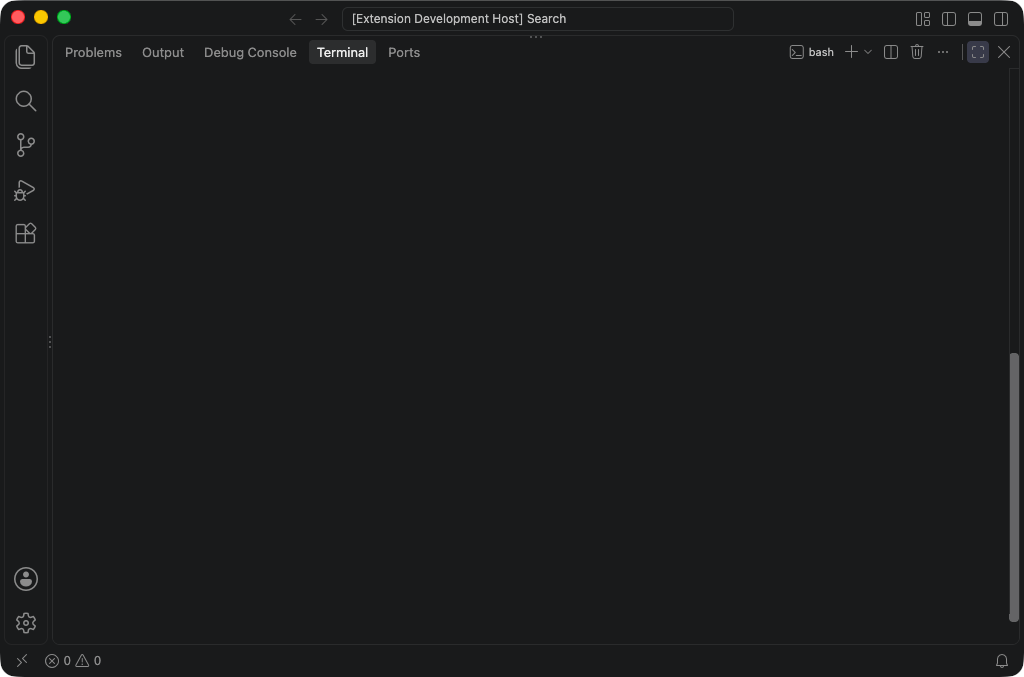 [Extension Development Host] Search
Problems Output Debug Console Terminal Ports bash
0 0